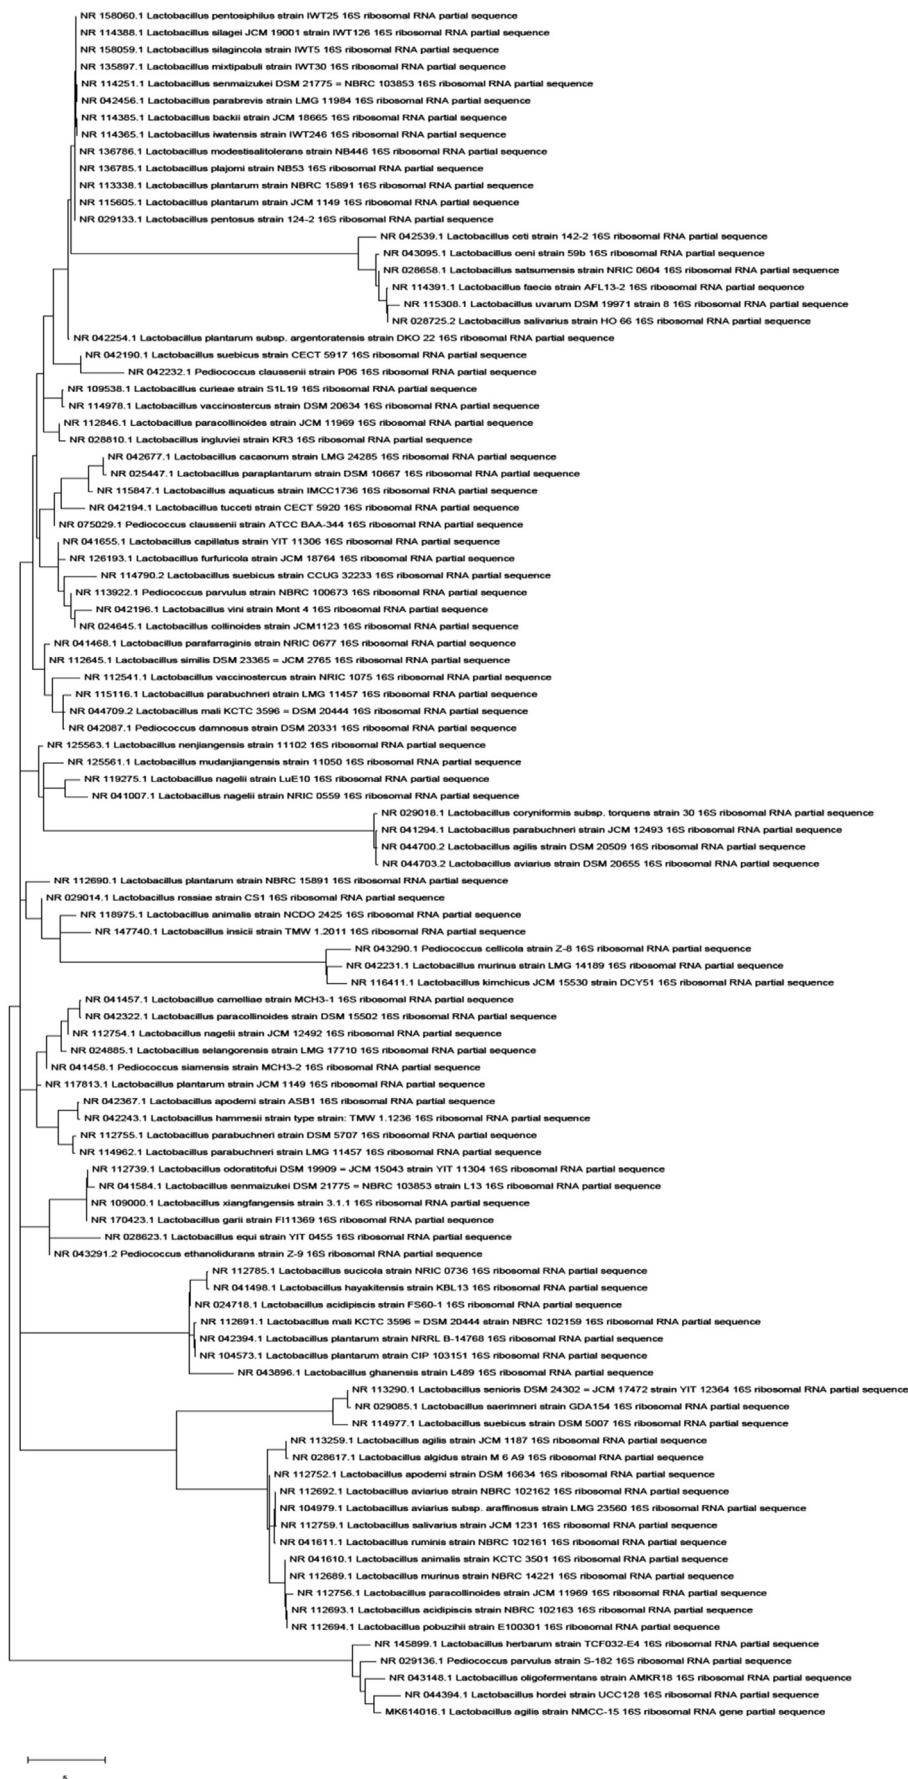 NR 158060.1 Lactobacillus pentosiphilus strain IWT25 16S ribosomal RNA partial sequence
NR 114388.1 Lactobacillus silagei JCM 19001 strain IWT126 16S ribosomal RNA partial sequence
NR 158059.1 Lactobacillus silagincola strain IWT5 16S ribosomal RNA partial sequence
NR 135897.1 Lactobacillus mixtipabuli strain IWT30 16S ribosomal RNA partial sequence
NR 114251.1 Lactobacillus senmaizukei DSM 21775 = NBRC 103853 16S ribosomal RNA partial sequence
NR 042456.1 Lactobacillus parabrevis strain LMG 11984 16S ribosomal RNA partial sequence
NR 114385.1 Lactobacillus backii strain JCM 18665 16S ribosomal RNA partial sequence
NR 114365.1 Lactobacillus iwatensis strain IWT246 16S ribosomal RNA partial sequence
NR 136786.1 Lactobacillus modestisalitolerans strain NB446 16S ribosomal RNA partial sequence
NR 136785.1 Lactobacillus plajomi strain NB53 16S ribosomal RNA partial sequence
NR 113338.1 Lactobacillus plantarum strain NBRC 15891 16S ribosomal RNA partial sequence
NR 115605.1 Lactobacillus plantarum strain JCM 1149 16S ribosomal RNA partial sequence
NR 029133.1 Lactobacillus pentosus strain 124-2 16S ribosomal RNA partial sequence
NR 042539.1 Lactobacillus ceti strain 142-2 16S ribosomal RNA partial sequence
NR 043095.1 Lactobacillus oeni strain 59b 16S ribosomal RNA partial sequence
NR 028658.1 Lactobacillus satsumensis strain NRIC 0604 16S ribosomal RNA partial sequence
NR 114391.1 Lactobacillus faecis strain AFL13-2 16S ribosomal RNA partial sequence
NR 115308.1 Lactobacillus uvarum DSM 19971 strain 8 16S ribosomal RNA partial sequence
NR 028725.2 Lactobacillus salivarius strain HO 66 16S ribosomal RNA partial sequence
NR 042254.1 Lactobacillus plantarum subsp. argentoratensis strain DKO 22 16S ribosomal RNA partial sequence
NR 042190.1 Lactobacillus suebicus strain CECT 5917 16S ribosomal RNA partial sequence
NR 042232.1 Pediococcus claussenii strain P06 16S ribosomal RNA partial sequence
NR 109538.1 Lactobacillus curieae strain S1L19 16S ribosomal RNA partial sequence
NR 114978.1 Lactobacillus vaccinostercus strain DSM 20634 16S ribosomal RNA partial sequence
NR 112846.1 Lactobacillus paracollinoides strain JCM 11969 16S ribosomal RNA partial sequence
NR 028810.1 Lactobacillus ingluviei strain KR3 16S ribosomal RNA partial sequence
NR 042677.1 Lactobacillus cacaonum strain LMG 24285 16S ribosomal RNA partial sequence
NR 025447.1 Lactobacillus paraplantarum strain DSM 10667 16S ribosomal RNA partial sequence
NR 115847.1 Lactobacillus aquaticus strain IMCC1736 16S ribosomal RNA partial sequence
NR 042194.1 Lactobacillus tucceti strain CECT 5920 16S ribosomal RNA partial sequence
NR 075029.1 Pediococcus claussenii strain ATCC BAA-344 16S ribosomal RNA partial sequence
NR 041655.1 Lactobacillus capillatus strain YIT 11306 16S ribosomal RNA partial sequence
NR 126193.1 Lactobacillus furfuricola strain JCM 18764 16S ribosomal RNA partial sequence
NR 114790.2 Lactobacillus suebicus strain CCUG 32233 16S ribosomal RNA partial sequence
NR 113922.1 Pediococcus parvulus strain NBRC 100673 16S ribosomal RNA partial sequence
NR 042196.1 Lactobacillus vini strain Mont 4 16S ribosomal RNA partial sequence
NR 024645.1 Lactobacillus collinoides strain JCM1123 16S ribosomal RNA partial sequence
NR 041468.1 Lactobacillus parafarraginis strain NRIC 0677 16S ribosomal RNA partial sequence
NR 112645.1 Lactobacillus similis DSM 23365 = JCM 2765 16S ribosomal RNA partial sequence
NR 112541.1 Lactobacillus vaccinostercus strain NRIC 1075 16S ribosomal RNA partial sequence
NR 115116.1 Lactobacillus parabuchneri strain LMG 11457 16S ribosomal RNA partial sequence
NR 044709.2 Lactobacillus mali KCTC 3596 = DSM 20444 16S ribosomal RNA partial sequence
NR 042087.1 Pediococcus damnosus strain DSM 20331 16S ribosomal RNA partial sequence
NR 125563.1 Lactobacillus nenjiangensis strain 11102 16S ribosomal RNA partial sequence
NR 125561.1 Lactobacillus mudanjiangensis strain 11050 16S ribosomal RNA partial sequence
NR 119275.1 Lactobacillus nagelii strain LuE10 16S ribosomal RNA partial sequence
NR 041007.1 Lactobacillus nagelii strain NRIC 0559 16S ribosomal RNA partial sequence
NR 029018.1 Lactobacillus coryniformis subsp. torquens strain 30 16S ribosomal RNA partial sequence
NR 041294.1 Lactobacillus parabuchneri strain JCM 12493 16S ribosomal RNA partial sequence
NR 044700.2 Lactobacillus agilis strain DSM 20509 16S ribosomal RNA partial sequence
NR 044703.2 Lactobacillus aviarius strain DSM 20655 16S ribosomal RNA partial sequence
NR 112690.1 Lactobacillus plantarum strain NBRC 15891 16S ribosomal RNA partial sequence
NR 029014.1 Lactobacillus rossiae strain CS1 16S ribosomal RNA partial sequence
NR 118975.1 Lactobacillus animalis strain NCDO 2425 16S ribosomal RNA partial sequence
NR 147740.1 Lactobacillus insicii strain TMW 1.2011 16S ribosomal RNA partial sequence
NR 043290.1 Pediococcus cellicola strain Z-8 16S ribosomal RNA partial sequence
NR 042231.1 Lactobacillus murinus strain LMG 14189 16S ribosomal RNA partial sequence
NR 116411.1 Lactobacillus kimchicus JCM 15530 strain DCY51 16S ribosomal RNA partial sequence
NR 041457.1 Lactobacillus camelliae strain MCH3-1 16S ribosomal RNA partial sequence
NR 042322.1 Lactobacillus paracollinoides strain DSM 15502 16S ribosomal RNA partial sequence
NR 112754.1 Lactobacillus nagelii strain JCM 12492 16S ribosomal RNA partial sequence
NR 024885.1 Lactobacillus selangorensis strain LMG 17710 16S ribosomal RNA partial sequence
NR 041458.1 Pediococcus siamensis strain MCH3-2 16S ribosomal RNA partial sequence
NR 117813.1 Lactobacillus plantarum strain JCM 1149 16S ribosomal RNA partial sequence
NR 042367.1 Lactobacillus apodemi strain ASB1 16S ribosomal RNA partial sequence
NR 042243.1 Lactobacillus hammesii strain type strain: TMW 1.1236 16S ribosomal RNA partial sequence
NR 112755.1 Lactobacillus parabuchneri strain DSM 5707 16S ribosomal RNA partial sequence
NR 114962.1 Lactobacillus parabuchneri strain LMG 11457 16S ribosomal RNA partial sequence
NR 112739.1 Lactobacillus odoratitofui DSM 19909 = JCM 15043 strain YIT 11304 16S ribosomal RNA partial sequence
NR 041584.1 Lactobacillus senmaizukei DSM 21775 = NBRC 103853 strain L13 16S ribosomal RNA partial sequence
NR 109000.1 Lactobacillus xiangfangensis strain 3.1.1 16S ribosomal RNA partial sequence
NR 170423.1 Lactobacillus garii strain FI11369 16S ribosomal RNA partial sequence
NR 028623.1 Lactobacillus equi strain YIT 0455 16S ribosomal RNA partial sequence
NR 043291.2 Pediococcus ethanolidurans strain Z-9 16S ribosomal RNA partial sequence
NR 112785.1 Lactobacillus sucicola strain NRIC 0736 16S ribosomal RNA partial sequence
NR 041498.1 Lactobacillus hayakitensis strain KBL13 16S ribosomal RNA partial sequence
NR 024718.1 Lactobacillus acidipiscis strain FS60-1 16S ribosomal RNA partial sequence
NR 112691.1 Lactobacillus mali KCTC 3596 = DSM 20444 strain NBRC 102159 16S ribosomal RNA partial sequence
NR 042394.1 Lactobacillus plantarum strain NRRL B-14768 16S ribosomal RNA partial sequence
NR 104573.1 Lactobacillus plantarum strain CIP 103151 16S ribosomal RNA partial sequence
NR 043896.1 Lactobacillus ghanensis strain L489 16S ribosomal RNA partial sequence
NR 113290.1 Lactobacillus senioris DSM 24302 = JCM 17472 strain YIT 12364 16S ribosomal RNA partial sequence
NR 029085.1 Lactobacillus saerimneri strain GDA154 16S ribosomal RNA partial sequence
NR 114977.1 Lactobacillus suebicus strain DSM 5007 16S ribosomal RNA partial sequence
NR 113259.1 Lactobacillus agilis strain JCM 1187 16S ribosomal RNA partial sequence
NR 028617.1 Lactobacillus algidus strain M 6 A9 16S ribosomal RNA partial sequence
NR 112752.1 Lactobacillus apodemi strain DSM 16634 16S ribosomal RNA partial sequence
NR 112692.1 Lactobacillus aviarius strain NBRC 102162 16S ribosomal RNA partial sequence
NR 104979.1 Lactobacillus aviarius subsp. araffinosus strain LMG 23560 16S ribosomal RNA partial sequence
NR 112759.1 Lactobacillus salivarius strain JCM 1231 16S ribosomal RNA partial sequence
NR 041611.1 Lactobacillus ruminis strain NBRC 102161 16S ribosomal RNA partial sequence
NR 041610.1 Lactobacillus animalis strain KCTC 3501 16S ribosomal RNA partial sequence
NR 112689.1 Lactobacillus murinus strain NBRC 14221 16S ribosomal RNA partial sequence
NR 112756.1 Lactobacillus paracollinoides strain JCM 11969 16S ribosomal RNA partial sequence
NR 112693.1 Lactobacillus acidipiscis strain NBRC 102163 16S ribosomal RNA partial sequence
NR 112694.1 Lactobacillus pobuzihii strain E100301 16S ribosomal RNA partial sequence
NR 145899.1 Lactobacillus herbarum strain TCF032-E4 16S ribosomal RNA partial sequence
NR 029136.1 Pediococcus parvulus strain S-182 16S ribosomal RNA partial sequence
NR 043148.1 Lactobacillus oligofermentans strain AMKR18 16S ribosomal RNA partial sequence
NR 044394.1 Lactobacillus hordei strain UCC128 16S ribosomal RNA partial sequence
MK614016.1 Lactobacillus agilis strain NMCC-15 16S ribosomal RNA gene partial sequence